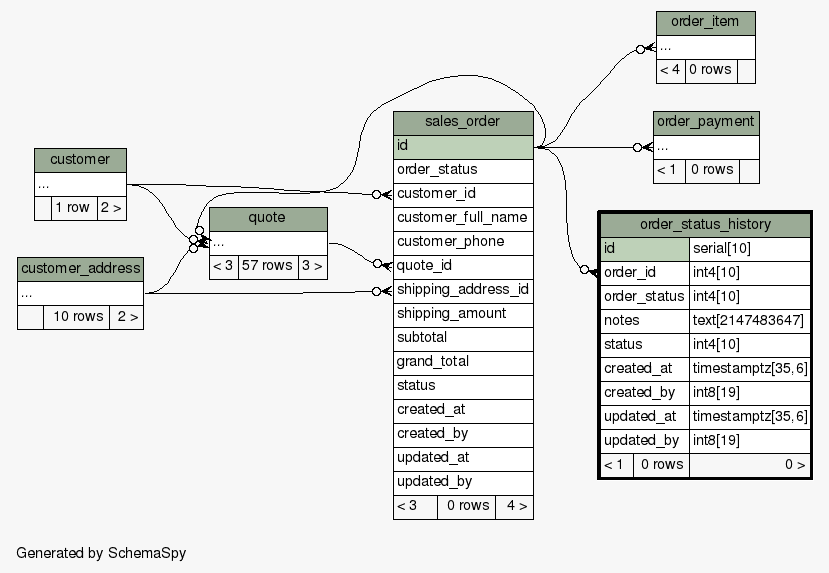 order_item
...
< 4 0 rows
sales_order
id
order_status
customer_id
customer_full_name
customer_phone
quote_id
shipping_address_id
shipping_amount
subtotal
grand_total
status
created_at
created_by
updated_at
updated_by
< 3 0 rows 4 >
order_payment
...
< 1 0 rows
customer
...
1 row 2 >
quote
...
< 3 57 rows 3 >
customer_address
...
10 rows 2 >
order_status_history
id serial[10]
order_id int4[10]
order_status int4[10]
notes text[2147483647]
status int4[10]
created_at timestamptz[35,6]
created_by int8[19]
updated_at timestamptz[35,6]
updated_by int8[19]
< 1 0 rows 0 >
Generated by SchemaSpy